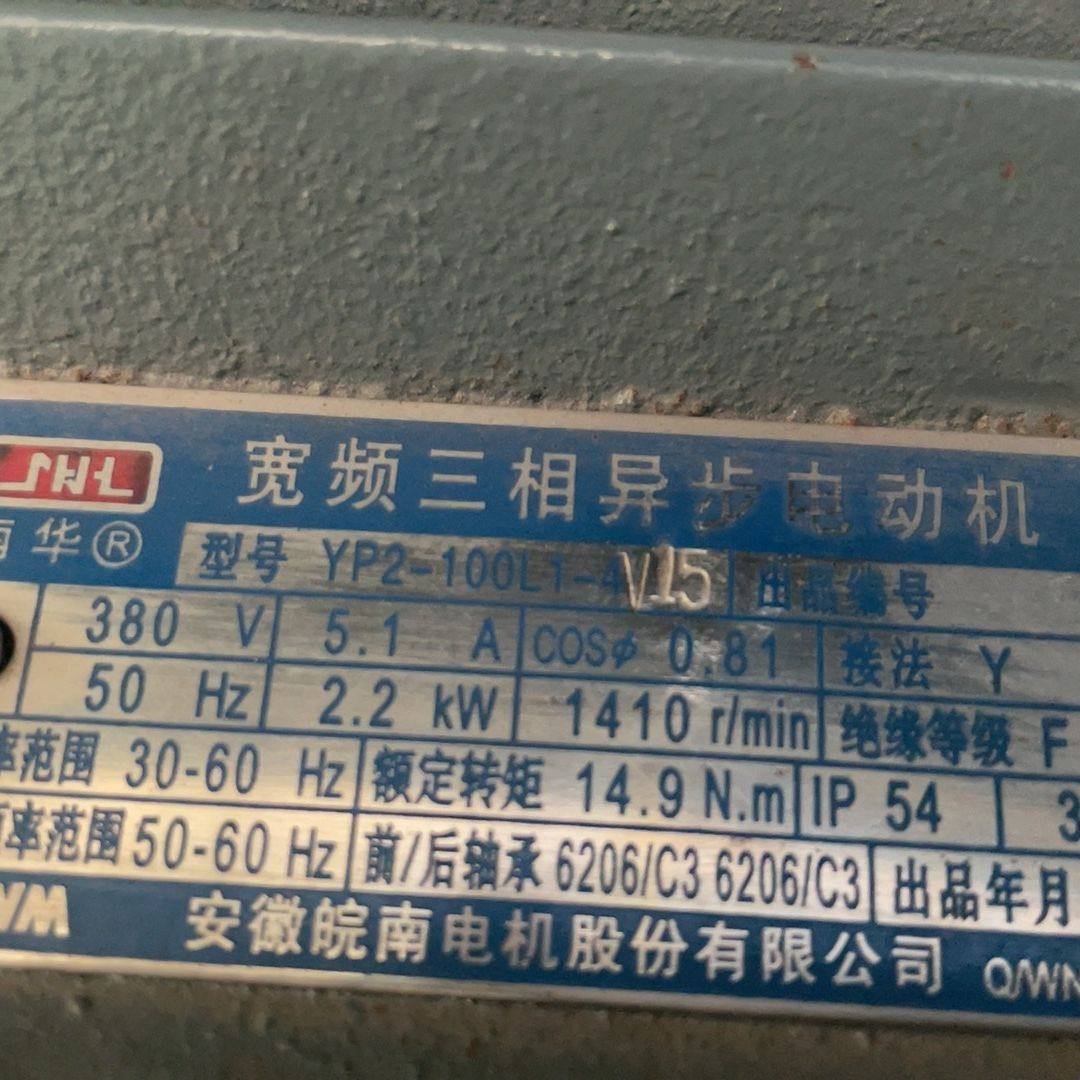 宽频三相异步电动机
华®
型号 YP2-100L1-4 V15 出品编号
380 V 5.1 A COSφ 0.81 接法 Y
50 Hz 2.2 kW 1410 r/min 绝缘等级 F
率范围 30-60 Hz 额定转矩 14.9 N.m IP 54 3
率范围 50-60 Hz 前/后轴承 6206/C3 6206/C3 出品年月
安徽皖南电机股份有限公司 Q/WN